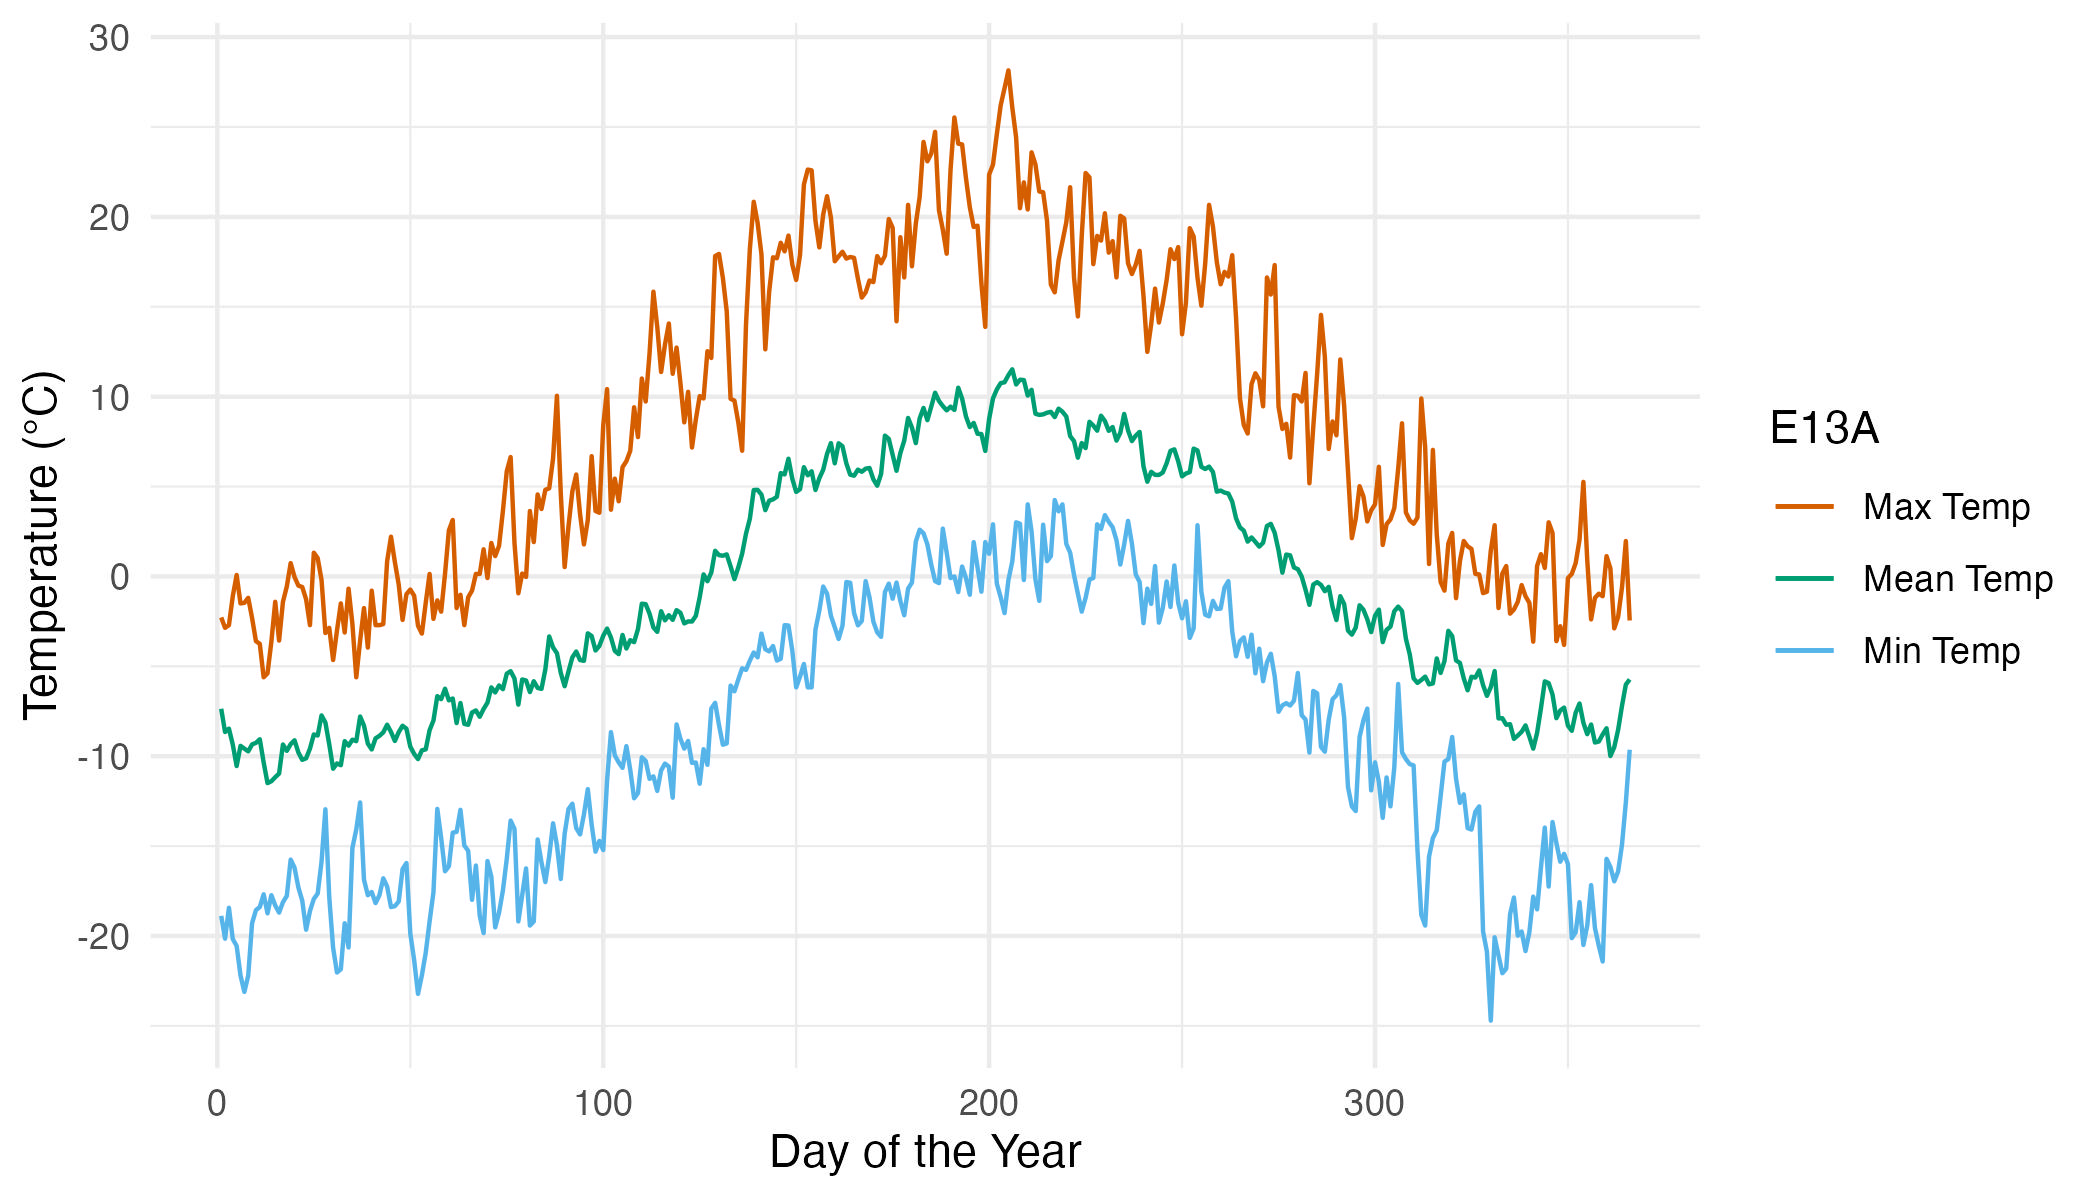 30
20
10
0
-10
-20
0 100 200 300
Temperature (°C)
Day of the Year
E13A
Max Temp
Mean Temp
Min Temp